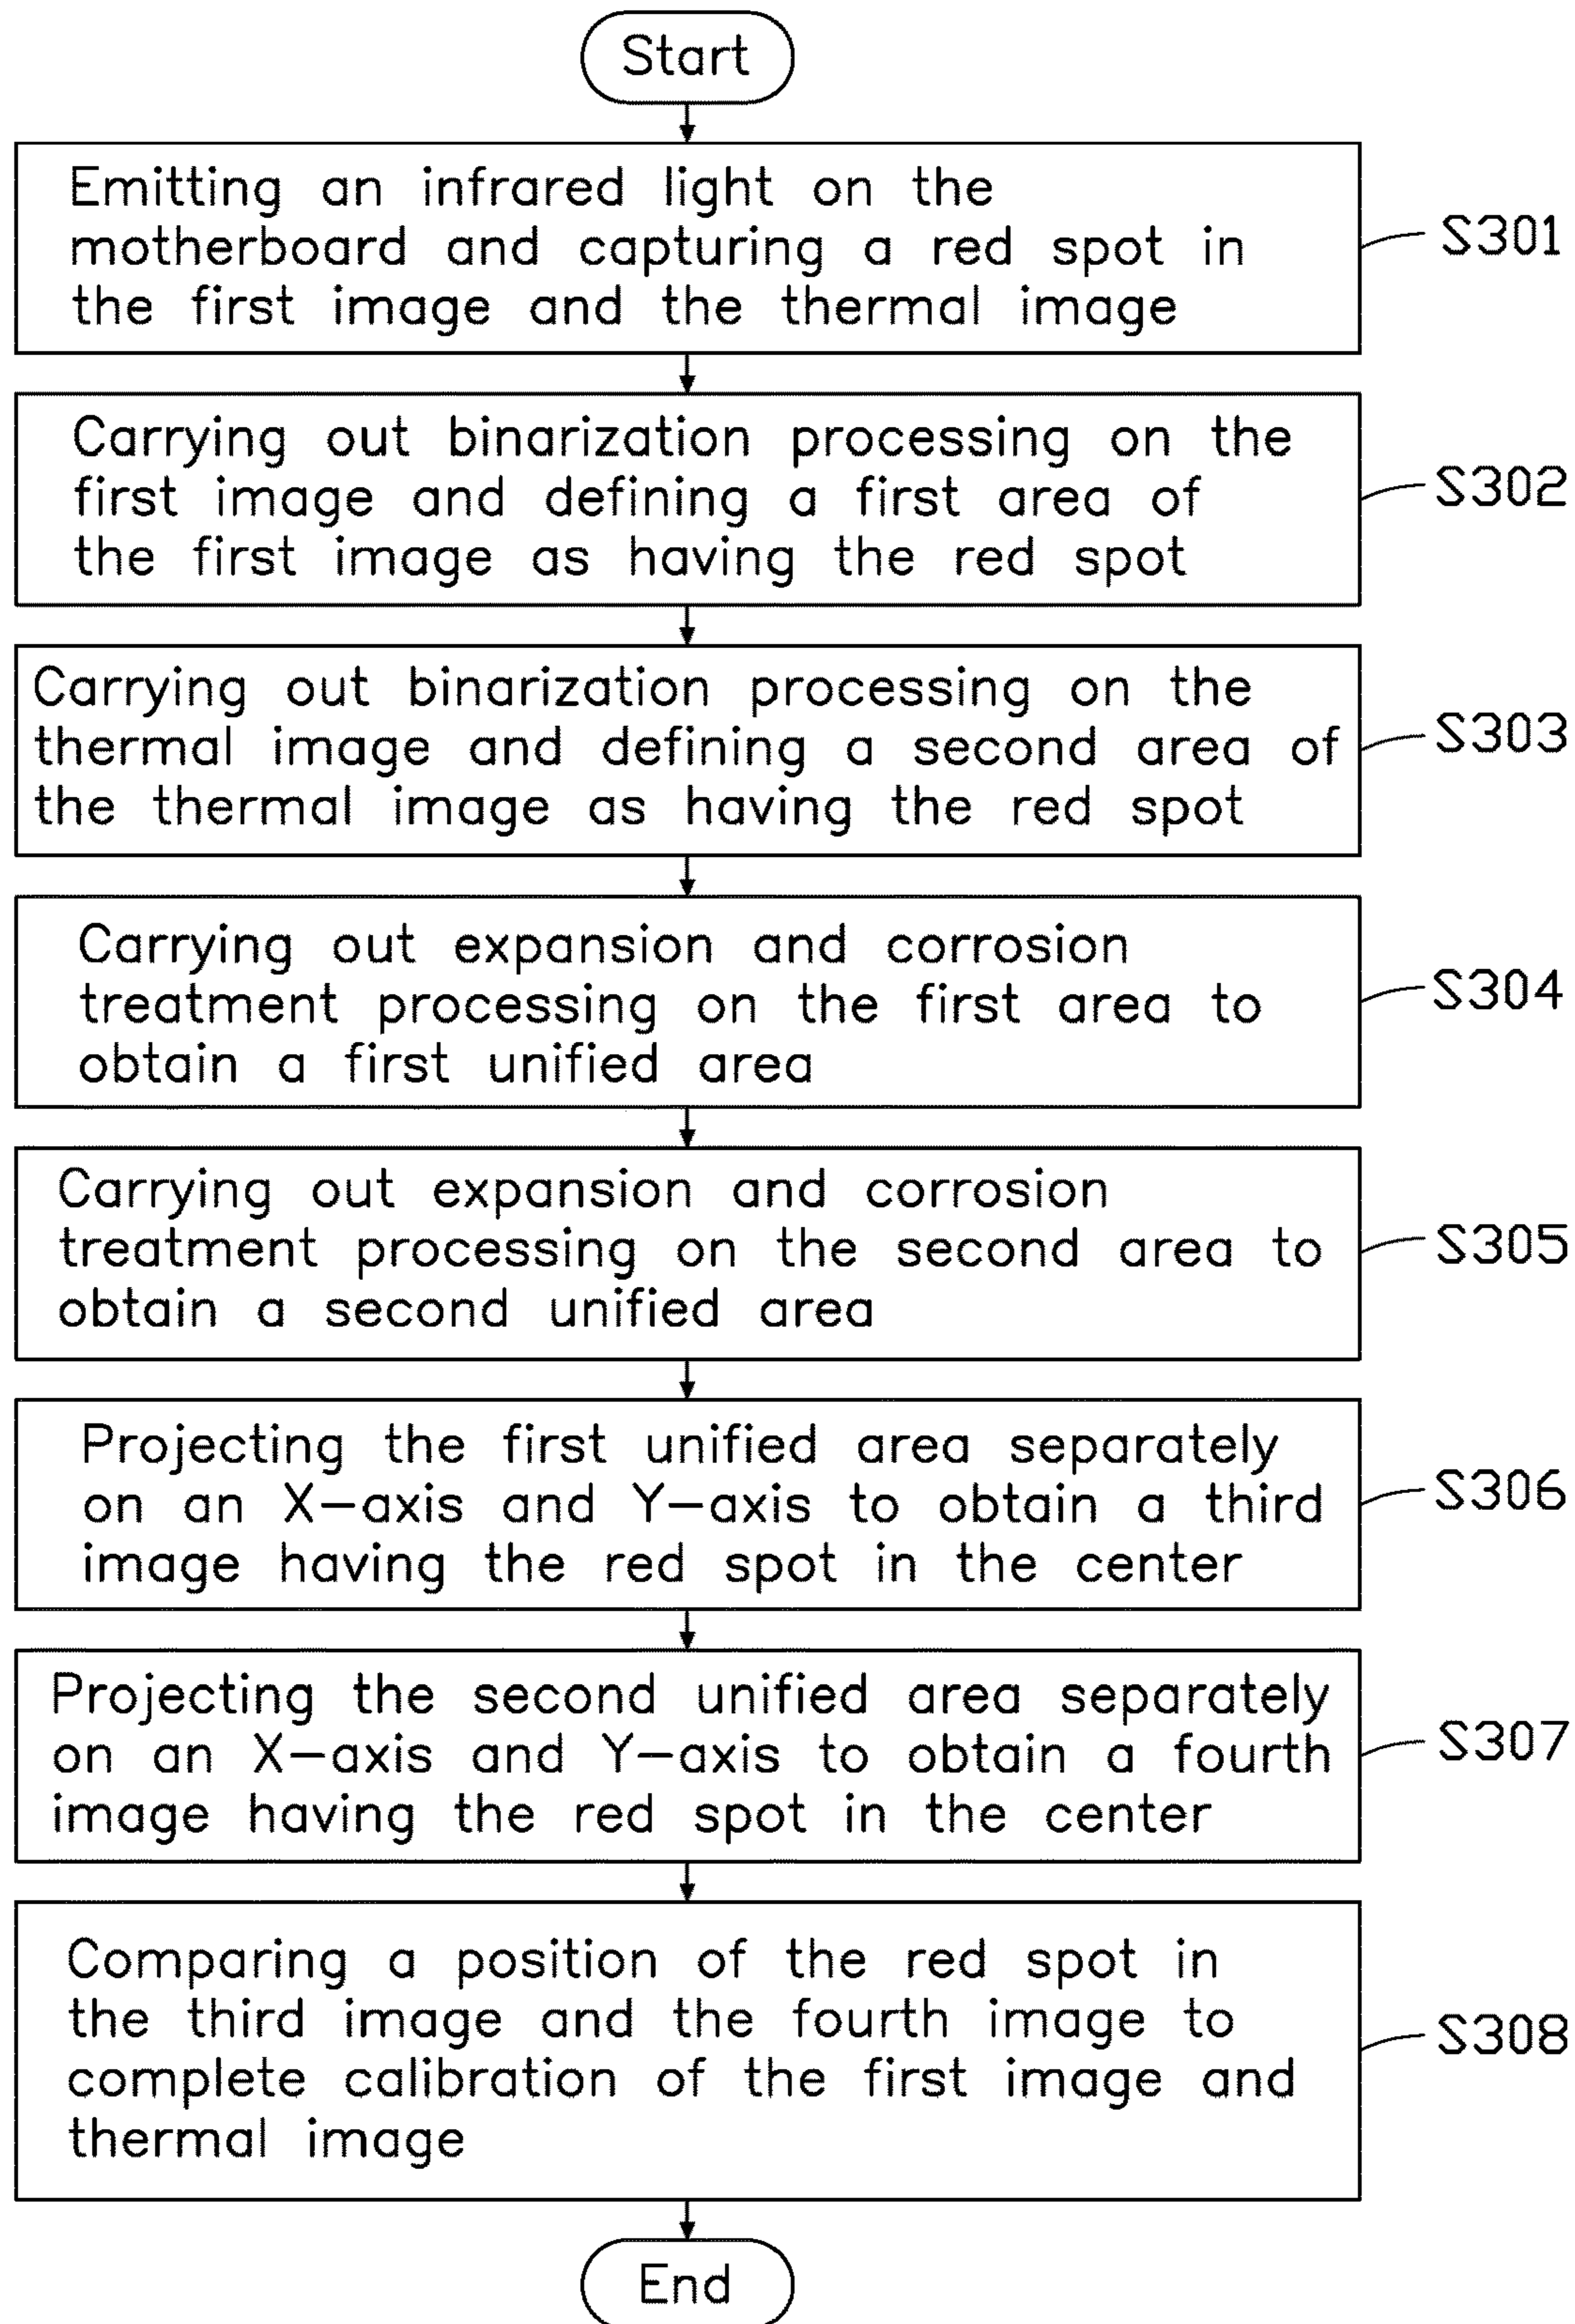 Start
Emitting an infrared light on the
motherboard and capturing a red spot in
the first image and the thermal image
S301
Carrying out binarization processing on the
first image and defining a first area of
the first image as having the red spot
S302
Carrying out binarization processing on the
thermal image and defining a second area of
the thermal image as having the red spot
S303
Carrying out expansion and corrosion
treatment processing on the first area to
obtain a first unified area
S304
Carrying out expansion and corrosion
treatment processing on the second area to
obtain a second unified area
S305
Projecting the first unified area separately
on an X-axis and Y-axis to obtain a third
image having the red spot in the center
S306
Projecting the second unified area separately
on an X-axis and Y-axis to obtain a fourth
image having the red spot in the center
S307
Comparing a position of the red spot in
the third image and the fourth image to
complete calibration of the first image and
thermal image
S308
End